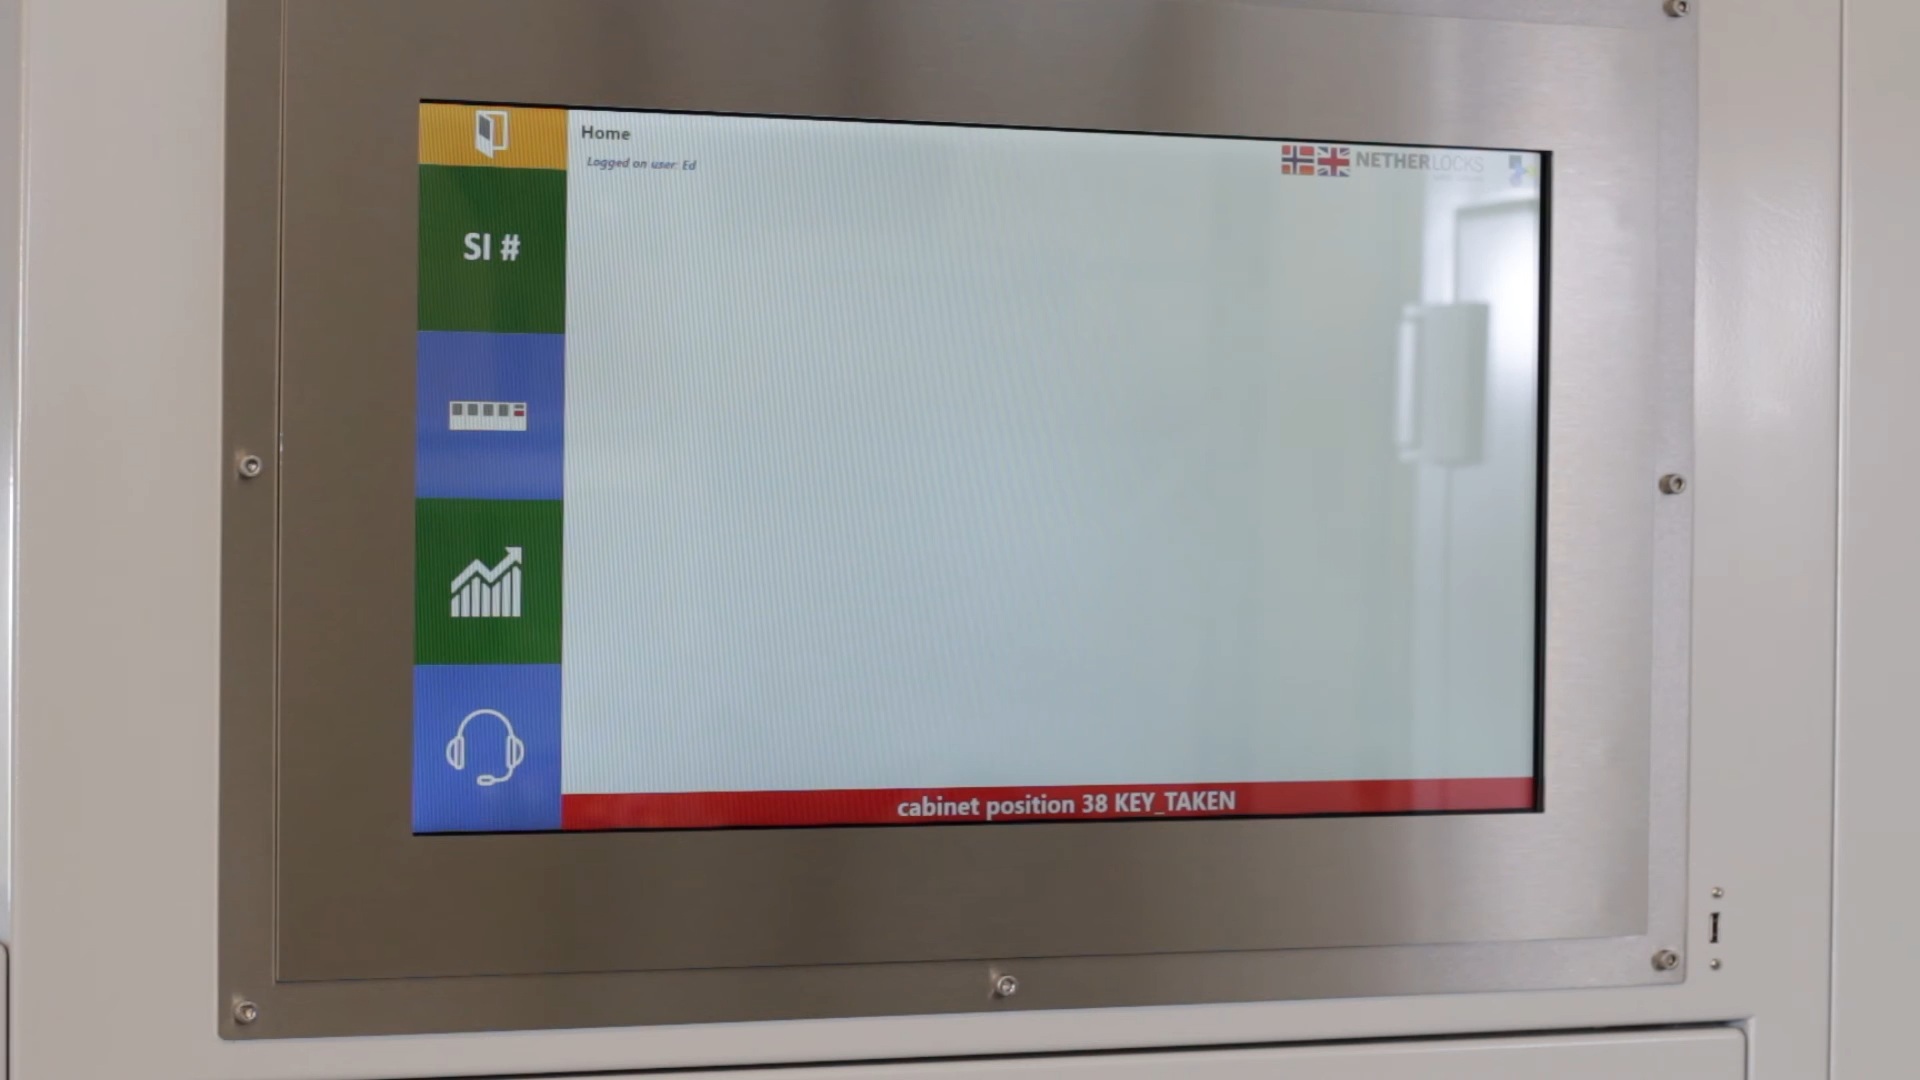 Home
Logged on user: Ed
NETHERLOCKS
SI #
cabinet position 38 KEY_TAKEN